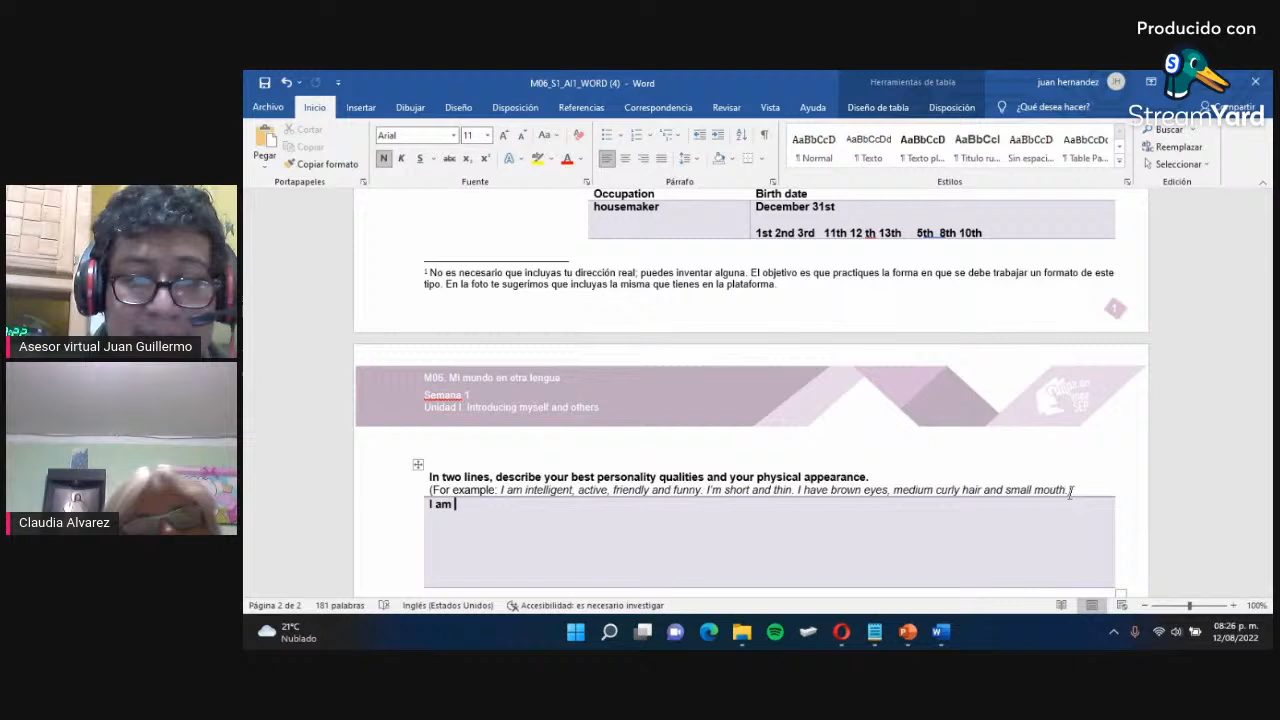 Producido con
StreamYard
M06_S1_AI1_WORD (4) - Word
Herramientas de tabla
juan hernandez
JH
Archivo Inicio Insertar Dibujar Diseño Disposición Referencias Correspondencia Revisar Vista Ayuda Diseño de tabla Disposición ¿Qué desea hacer?
Pegar
Cortar
Copiar
Copiar formato
Portapapeles
Arial 11
Fuente
Párrafo
AaBbCcD AaBbCcDd AaBbCcD AaBbCcI AaBbCcD AaBbCcDc
¶ Normal ¶ Texto ¶ Texto pl... ¶ Titulo ru... ¶ Sin espaci... ¶ Table Pa...
Estilos
Buscar
Reemplazar
Seleccionar
Edición
Occupation Birth date
housemaker December 31st
1st 2nd 3rd 11th 12 th 13th 5th 8th 10th
1 No es necesario que incluyas tu dirección real; puedes inventar alguna. El objetivo es que practiques la forma en que se debe trabajar un formato de este
tipo. En la foto te sugerimos que incluyas la misma que tienes en la plataforma.
1
M06. Mi mundo en otra lengua
Semana 1
Unidad I. Introducing myself and others
In two lines, describe your best personality qualities and your physical appearance.
(For example: I am intelligent, active, friendly and funny. I'm short and thin. I have brown eyes, medium curly hair and small mouth.)
I am
Asesor virtual Juan Guillermo
Claudia Alvarez
Página 2 de 2 181 palabras Inglés (Estados Unidos) Accesibilidad: es necesario investigar 100%
21°C
Nublado
08:26 p. m.
12/08/2022